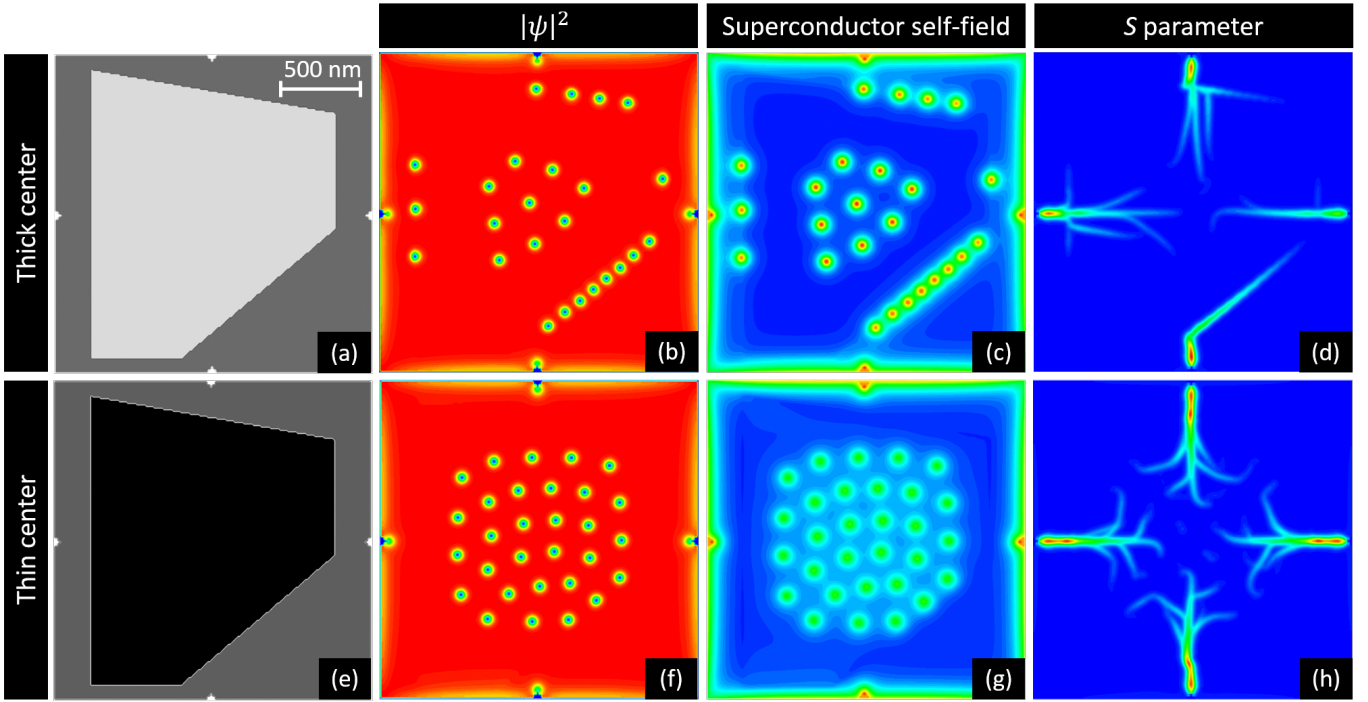 |ψ|²
Superconductor self-field
S parameter
Thick center
500 nm
(a)
(b)
(c)
(d)
Thin center
(e)
(f)
(g)
(h)